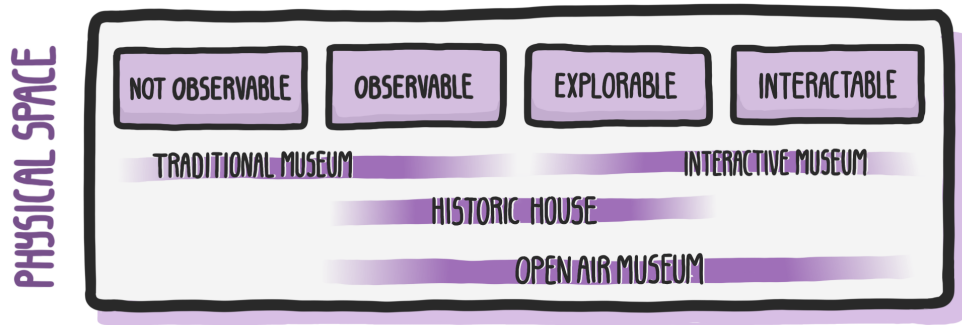 PHYSICAL SPACE
NOT OBSERVABLE
OBSERVABLE
EXPLORABLE
INTERACTABLE
TRADITIONAL MUSEUM
INTERACTIVE MUSEUM
HISTORIC HOUSE
OPEN AIR MUSEUM